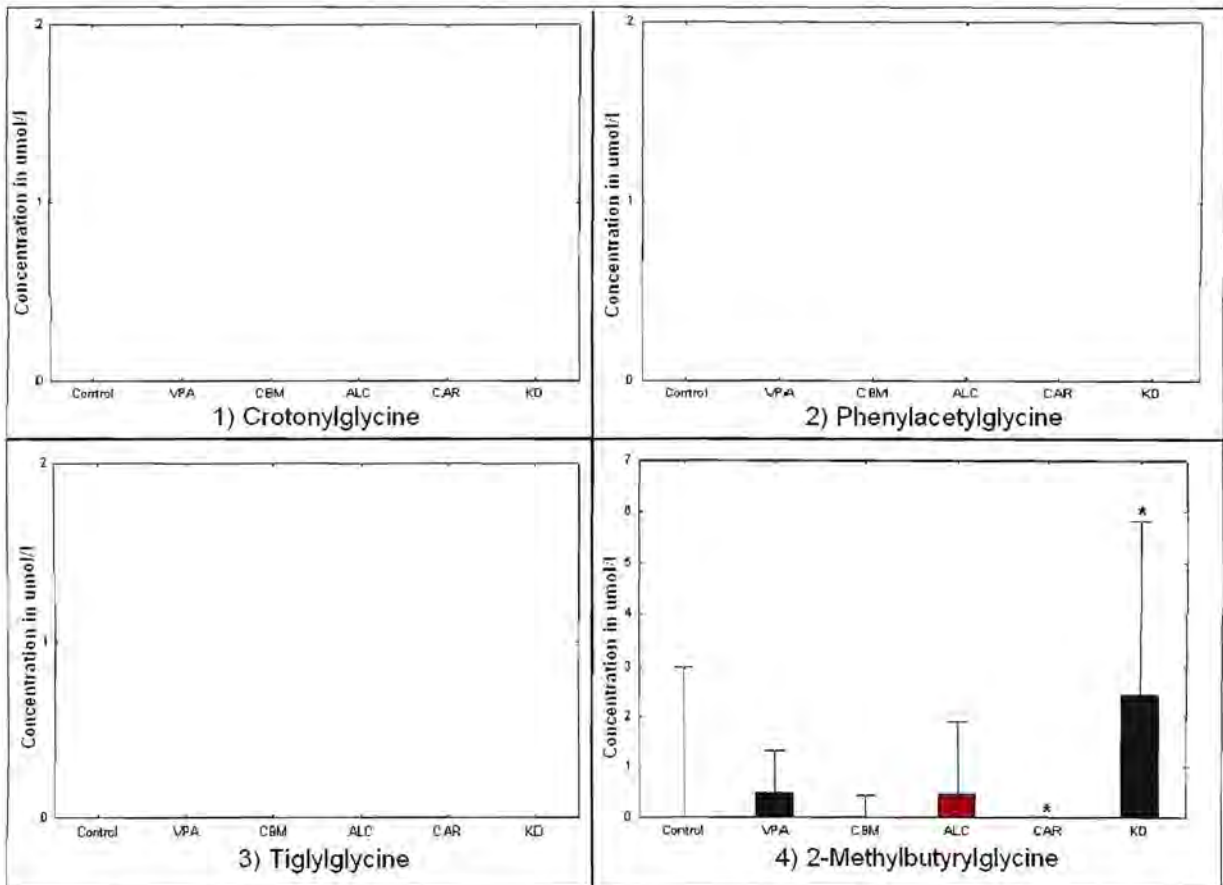 2
1
0
Concentration in umol/l
Control VPA CBM ALC CAR KD
1) Crotonylglycine
2
1
0
Concentration in umol/l
Control VPA CBM ALC CAR KD
2) Phenylacetylglycine
2
1
0
Concentration in umol/l
Control VPA CBM ALC CAR KD
3) Tiglylglycine
7
6
5
4
3
2
1
0
Concentration in umol/l
*
*
Control VPA CBM ALC CAR KD
4) 2-Methylbutyrylglycine